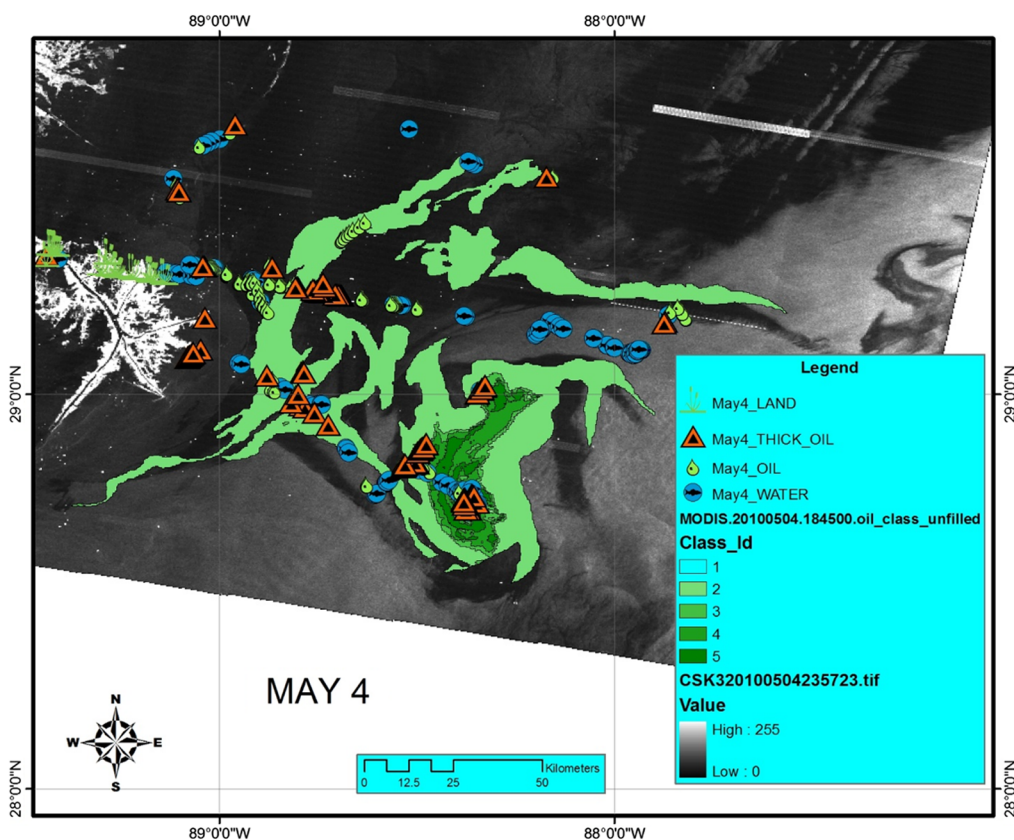 89°0'0"W 88°0'0"W
29°0'0"N 29°0'0"N
Legend
May4_LAND
May4_THICK_OIL
May4_OIL
May4_WATER
MODIS.20100504.184500.oil_class_unfilled
Class_Id
1
2
3
4
5
CSK320100504235723.tif
Value
High : 255
Low : 0
MAY 4
N
W E
S
Kilometers
0 12.5 25 50
28°0'0"N 28°0'0"N
89°0'0"W 88°0'0"W